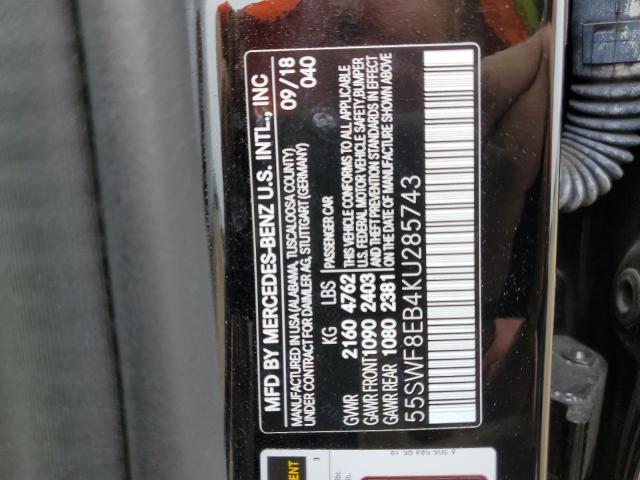 MFD BY MERCEDES-BENZ U.S. INTL., INC
MANUFACTURED IN USA (ALABAMA, TUSCALOOSA COUNTY) 09/18
UNDER CONTRACT FOR DAIMLER AG, STUTTGART (GERMANY) 040
KG LBS
GVWR 2160 4762
GAWR FRONT 1090 2403
GAWR REAR 1080 2381
PASSENGER CAR
THIS VEHICLE CONFORMS TO ALL APPLICABLE
U.S. FEDERAL MOTOR VEHICLE SAFETY, BUMPER
AND THEFT PREVENTION STANDARDS IN EFFECT
ON THE DATE OF MANUFACTURE SHOWN ABOVE
55SWF8EB4KU285743